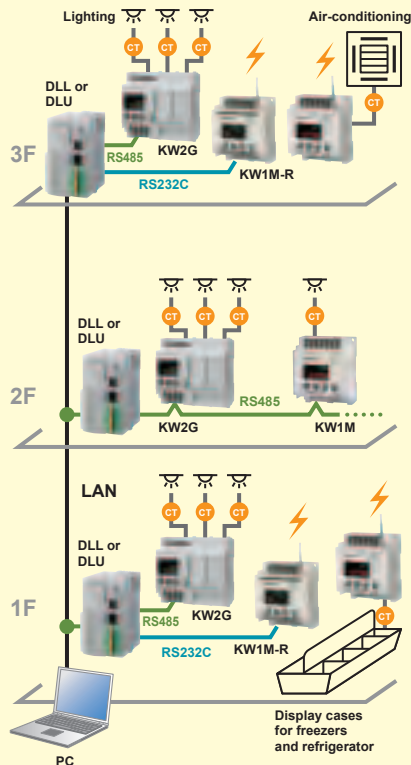 Lighting
Air-conditioning
CT CT CT
CT
DLL or
DLU
3F
RS485
KW2G
KW1M-R
RS232C
CT CT CT
CT
DLL or
DLU
2F
RS485
KW2G
KW1M
LAN
CT CT CT
DLL or
DLU
CT
1F
RS485
KW2G
RS232C
KW1M-R
Display cases
for freezers
and refrigerator
PC